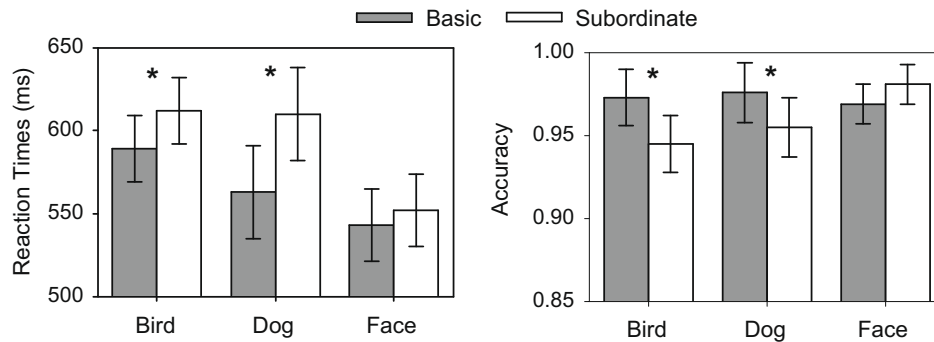 Basic Subordinate
650
600
550
500
Reaction Times (ms)
* *
Bird Dog Face
1.00
0.95
0.90
0.85
Accuracy
* *
Bird Dog Face